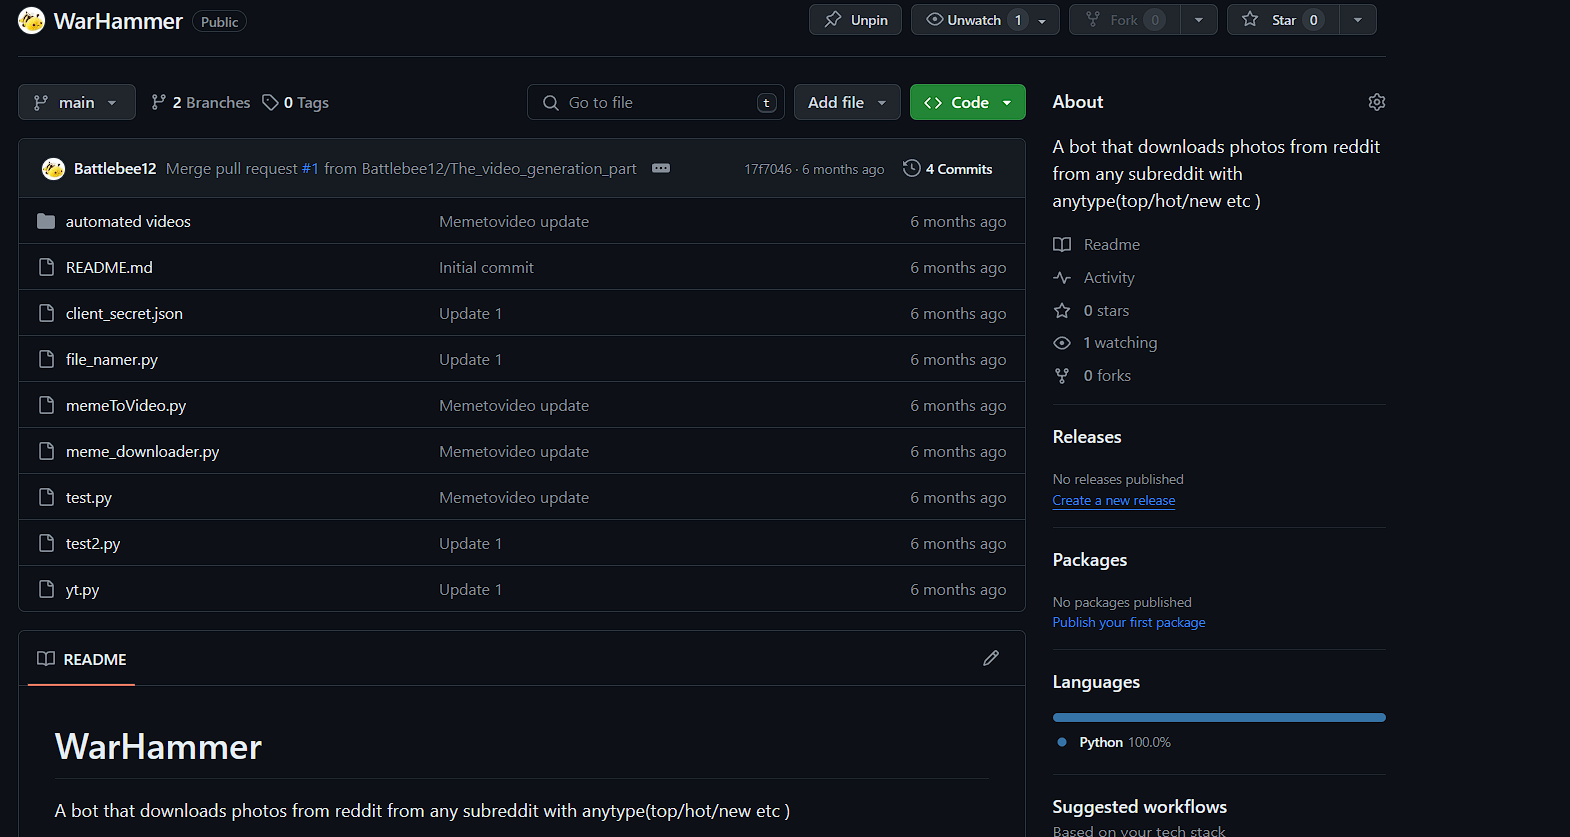 WarHammer Public Unpin Unwatch 1 Fork 0 Star 0
main 2 Branches 0 Tags Go to file t Add file Code
Battlebee12 Merge pull request #1 from Battlebee12/The_video_generation_part 17f7046 · 6 months ago 4 Commits
automated videos Memetovideo update 6 months ago
README.md Initial commit 6 months ago
client_secret.json Update 1 6 months ago
file_namer.py Update 1 6 months ago
memeToVideo.py Memetovideo update 6 months ago
meme_downloader.py Memetovideo update 6 months ago
test.py Memetovideo update 6 months ago
test2.py Update 1 6 months ago
yt.py Update 1 6 months ago
README
WarHammer
A bot that downloads photos from reddit from any subreddit with anytype(top/hot/new etc )
About
A bot that downloads photos from reddit
from any subreddit with
anytype(top/hot/new etc )
Readme
Activity
0 stars
1 watching
0 forks
Releases
No releases published
Create a new release
Packages
No packages published
Publish your first package
Languages
Python 100.0%
Suggested workflows
Based on your tech stack